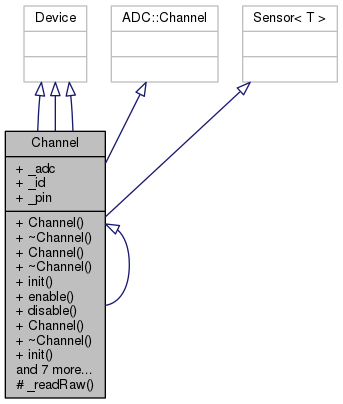 Device
ADC::Channel
Sensor< T >
Channel
+ _adc
+ _id
+ _pin
+ Channel()
+ ~Channel()
+ Channel()
+ ~Channel()
+ init()
+ enable()
+ disable()
+ Channel()
+ ~Channel()
+ init()
and 7 more...
# _readRaw()